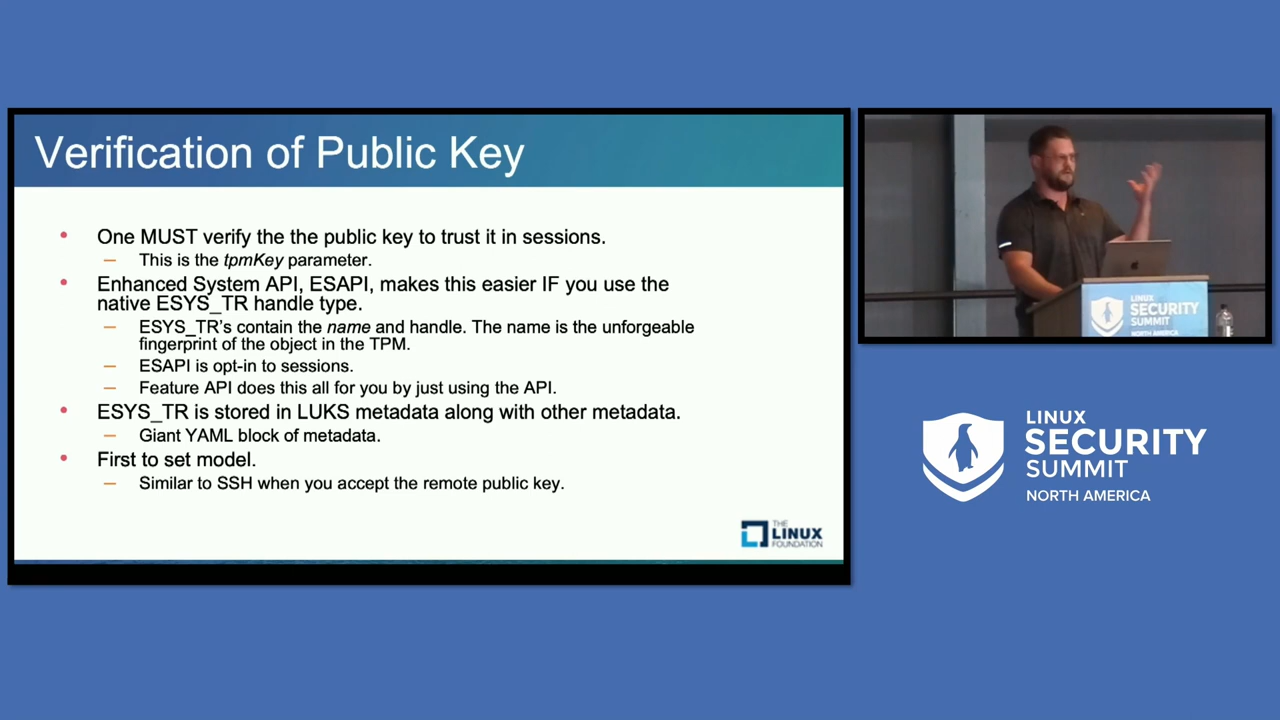 Verification of Public Key
• One MUST verify the the public key to trust it in sessions.
– This is the tpmKey parameter.
• Enhanced System API, ESAPI, makes this easier IF you use the
native ESYS_TR handle type.
– ESYS_TR’s contain the name and handle. The name is the unforgeable
fingerprint of the object in the TPM.
– ESAPI is opt-in to sessions.
– Feature API does this all for you by just using the API.
• ESYS_TR is stored in LUKS metadata along with other metadata.
– Giant YAML block of metadata.
• First to set model.
– Similar to SSH when you accept the remote public key.
THE
LINUX
FOUNDATION
LINUX
SECURITY
SUMMIT
NORTH AMERICA
LINUX
SECURITY
SUMMIT
NORTH AMERICA